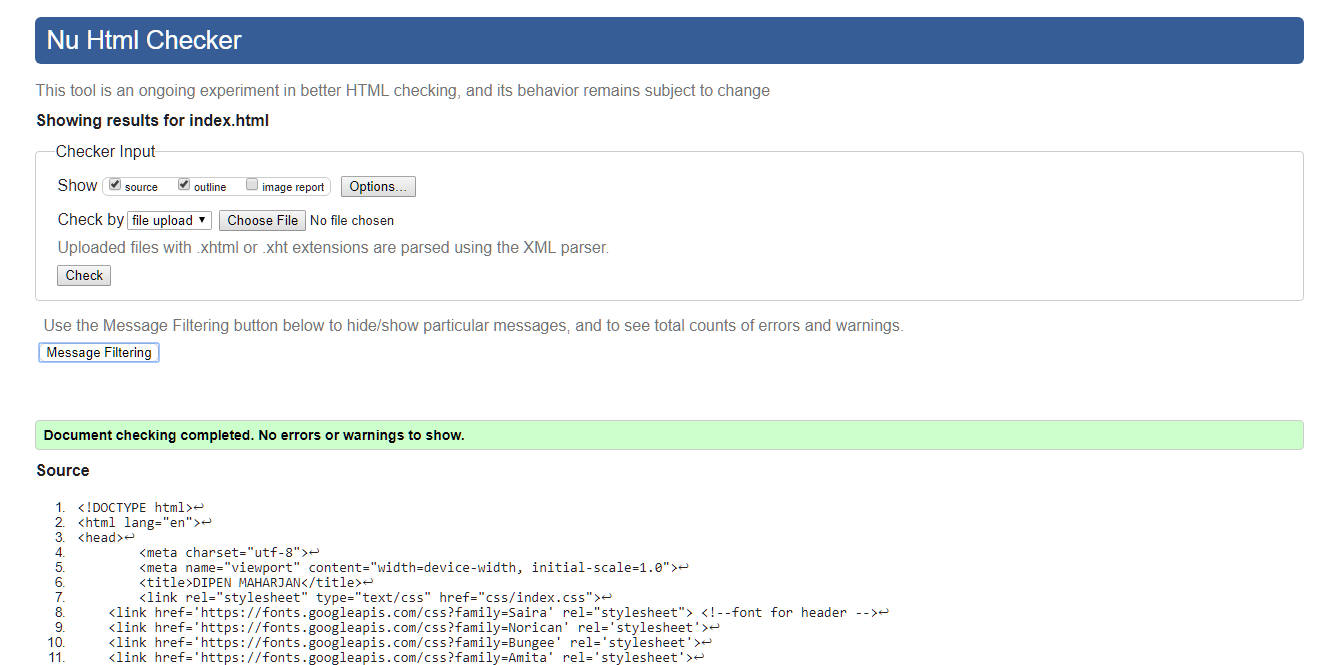 Nu Html Checker
This tool is an ongoing experiment in better HTML checking, and its behavior remains subject to change
Showing results for index.html
Checker Input
Show source outline image report Options...
Check by file upload ▼ Choose File No file chosen
Uploaded files with .xhtml or .xht extensions are parsed using the XML parser.
Check
Use the Message Filtering button below to hide/show particular messages, and to see total counts of errors and warnings.
Message Filtering
Document checking completed. No errors or warnings to show.
Source
1. <!DOCTYPE html>↩
2. <html lang="en">↩
3. <head>↩
4. <meta charset="utf-8">↩
5. <meta name="viewport" content="width=device-width, initial-scale=1.0">↩
6. <title>DIPEN MAHARJAN</title>↩
7. <link rel="stylesheet" type="text/css" href="css/index.css">↩
8. <link href='https://fonts.googleapis.com/css?family=Saira' rel="stylesheet"> <!--font for header -->↩
9. <link href='https://fonts.googleapis.com/css?family=Norican' rel='stylesheet'>↩
10. <link href='https://fonts.googleapis.com/css?family=Bungee' rel='stylesheet'>↩
11. <link href='https://fonts.googleapis.com/css?family=Amita' rel='stylesheet'>↩